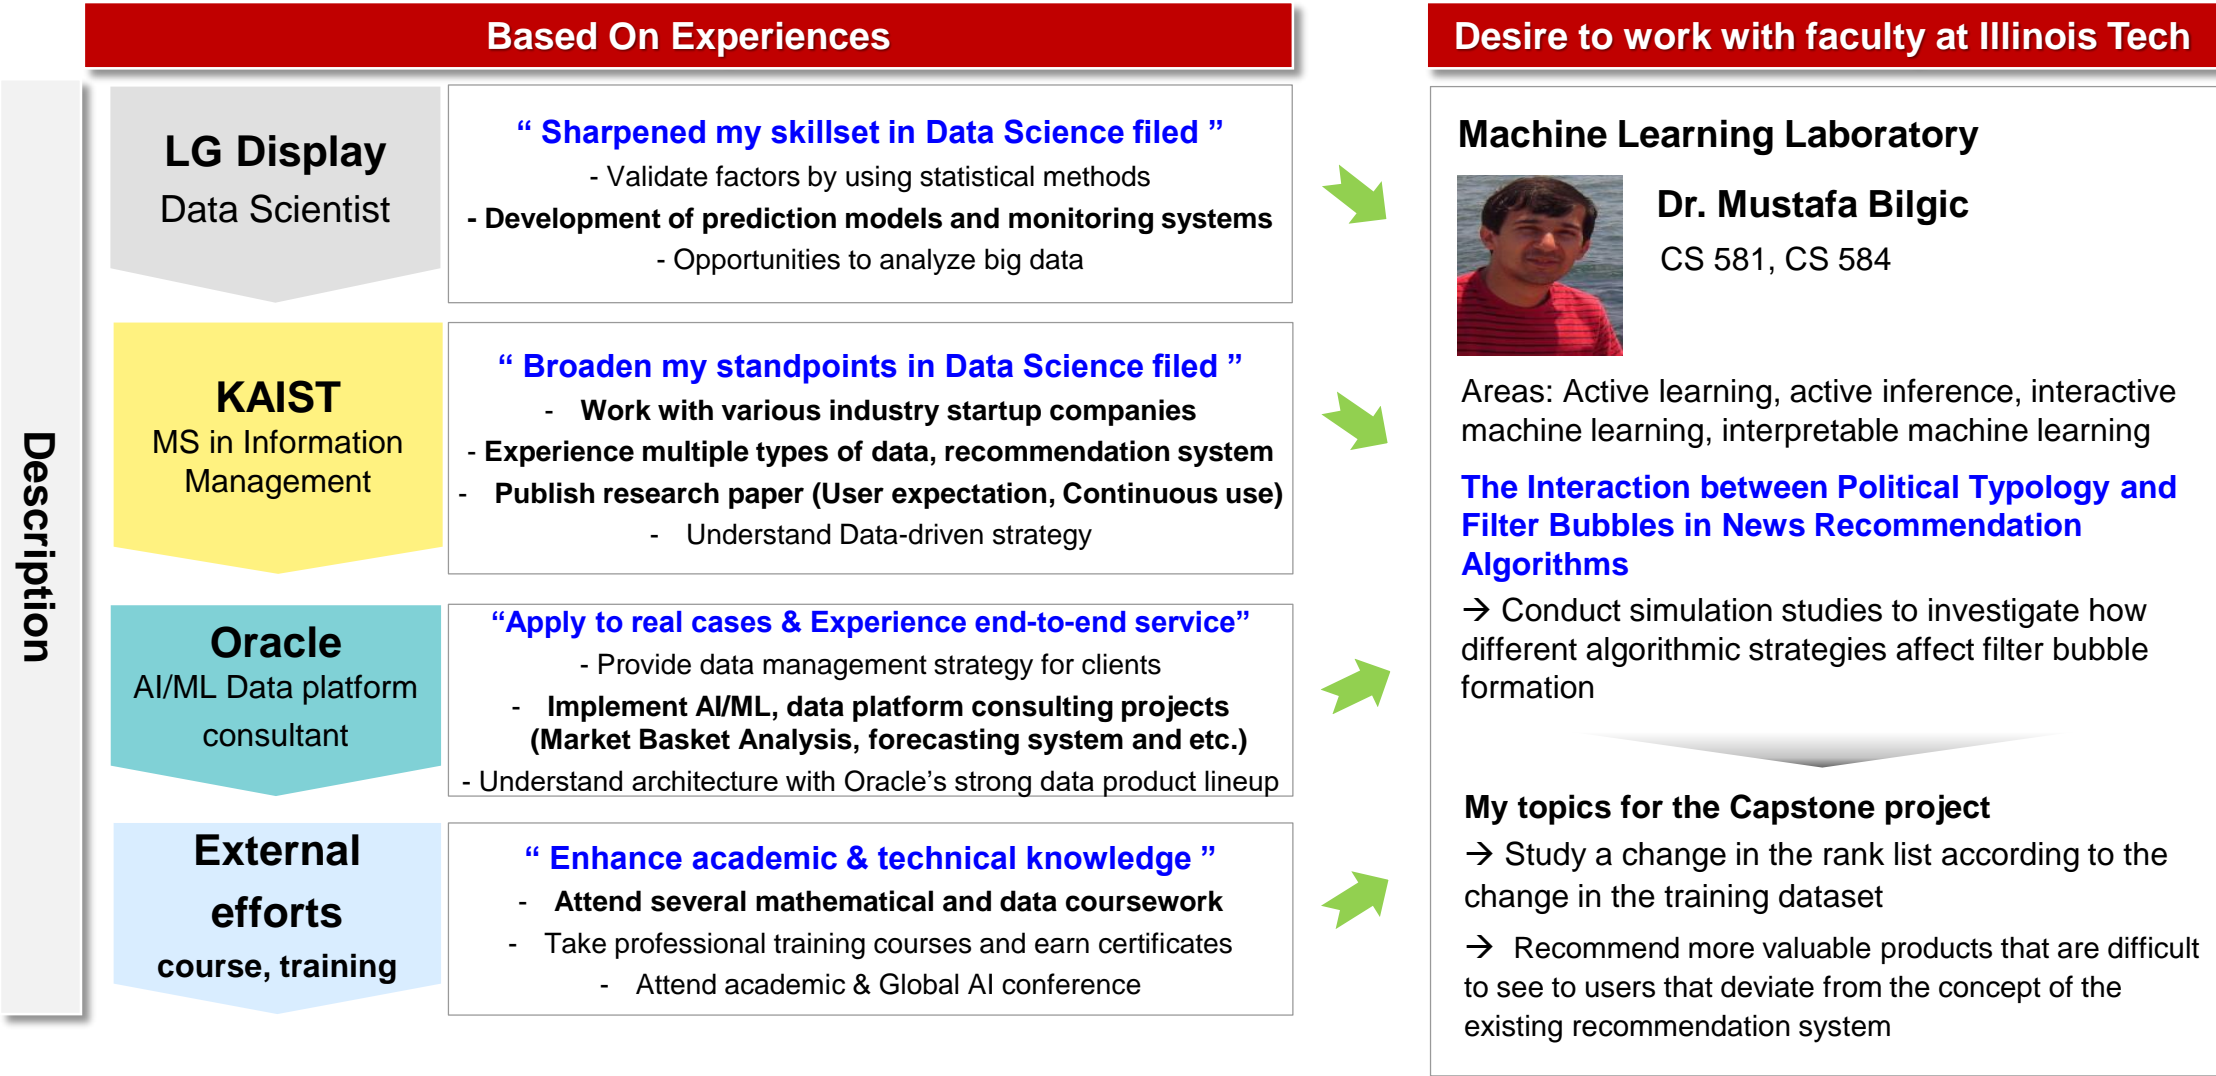 Based On Experiences
Desire to work with faculty at Illinois Tech
Description
LG Display
Data Scientist
“ Sharpened my skillset in Data Science filed ”
- Validate factors by using statistical methods
- Development of prediction models and monitoring systems
- Opportunities to analyze big data
KAIST
MS in Information
Management
“ Broaden my standpoints in Data Science filed ”
- Work with various industry startup companies
- Experience multiple types of data, recommendation system
- Publish research paper (User expectation, Continuous use)
- Understand Data-driven strategy
Oracle
AI/ML Data platform
consultant
“Apply to real cases & Experience end-to-end service”
- Provide data management strategy for clients
- Implement AI/ML, data platform consulting projects
(Market Basket Analysis, forecasting system and etc.)
- Understand architecture with Oracle’s strong data product lineup
External
efforts
course, training
“ Enhance academic & technical knowledge ”
- Attend several mathematical and data coursework
- Take professional training courses and earn certificates
- Attend academic & Global AI conference
Machine Learning Laboratory
Dr. Mustafa Bilgic
CS 581, CS 584
Areas: Active learning, active inference, interactive
machine learning, interpretable machine learning
The Interaction between Political Typology and
Filter Bubbles in News Recommendation
Algorithms
→ Conduct simulation studies to investigate how
different algorithmic strategies affect filter bubble
formation
My topics for the Capstone project
→ Study a change in the rank list according to the
change in the training dataset
→ Recommend more valuable products that are difficult
to see to users that deviate from the concept of the
existing recommendation system